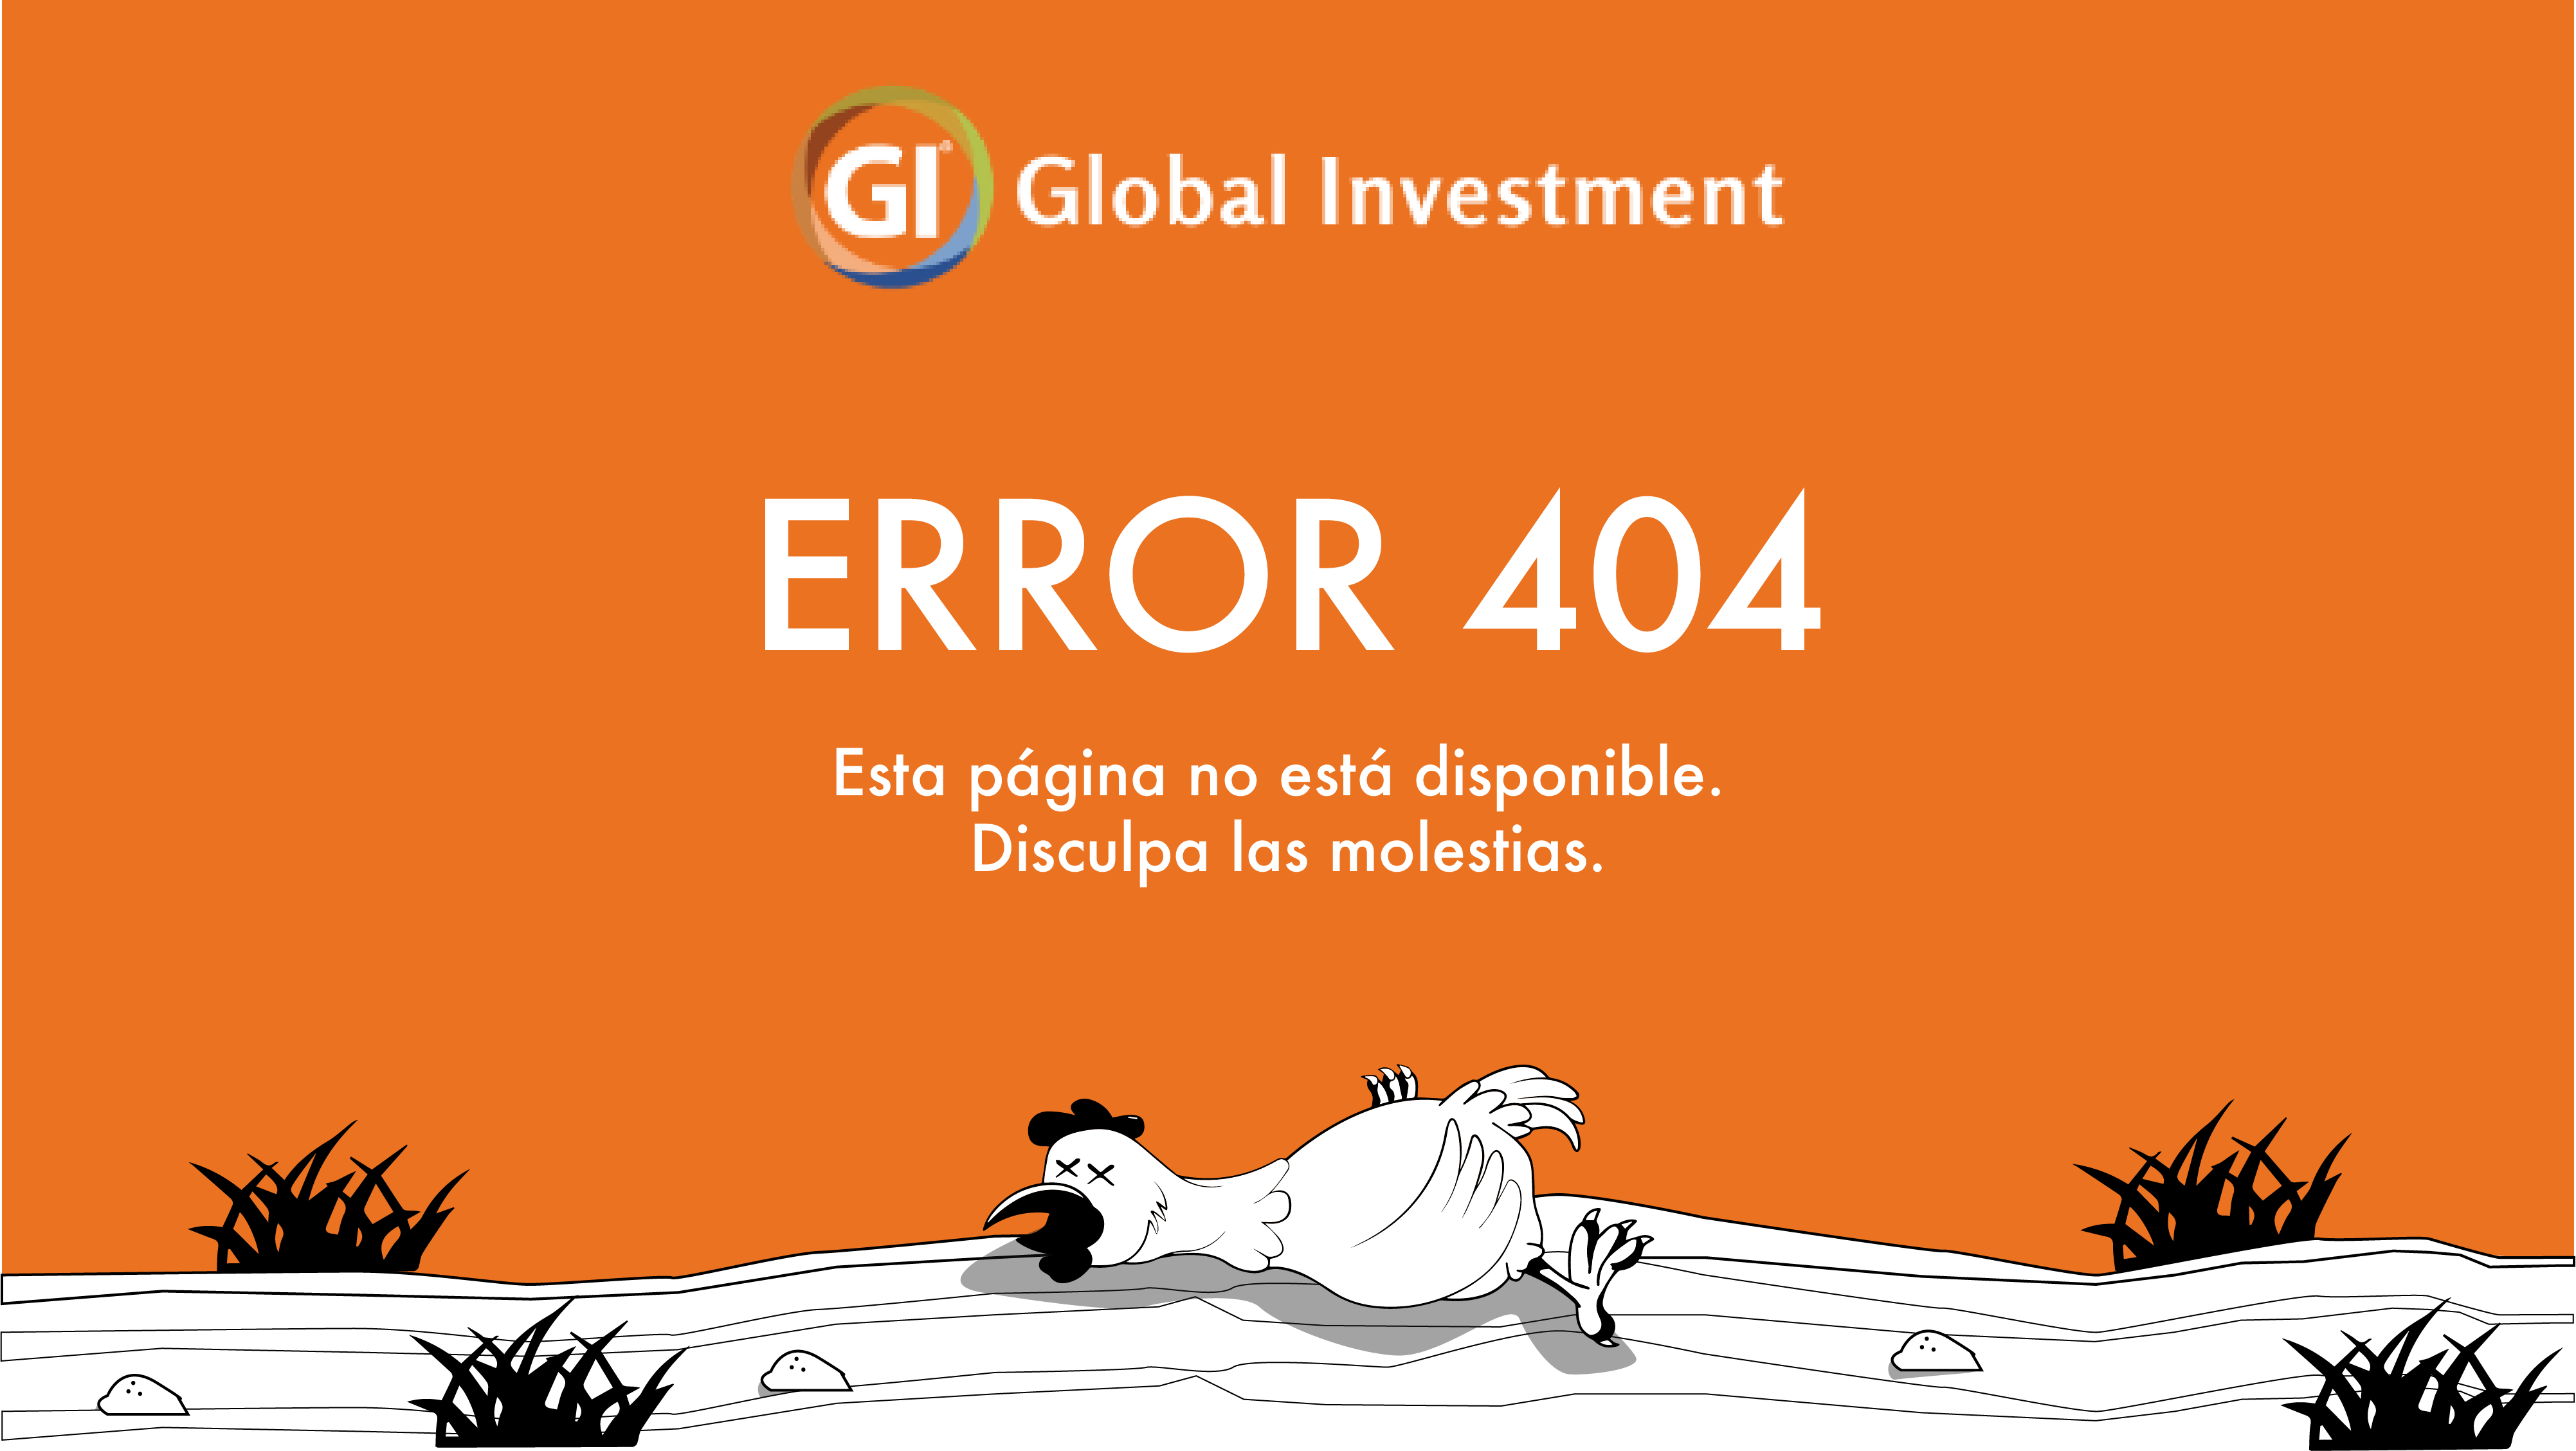 GI® Global Investment
ERROR 404
Esta página no está disponible.
Disculpa las molestias.